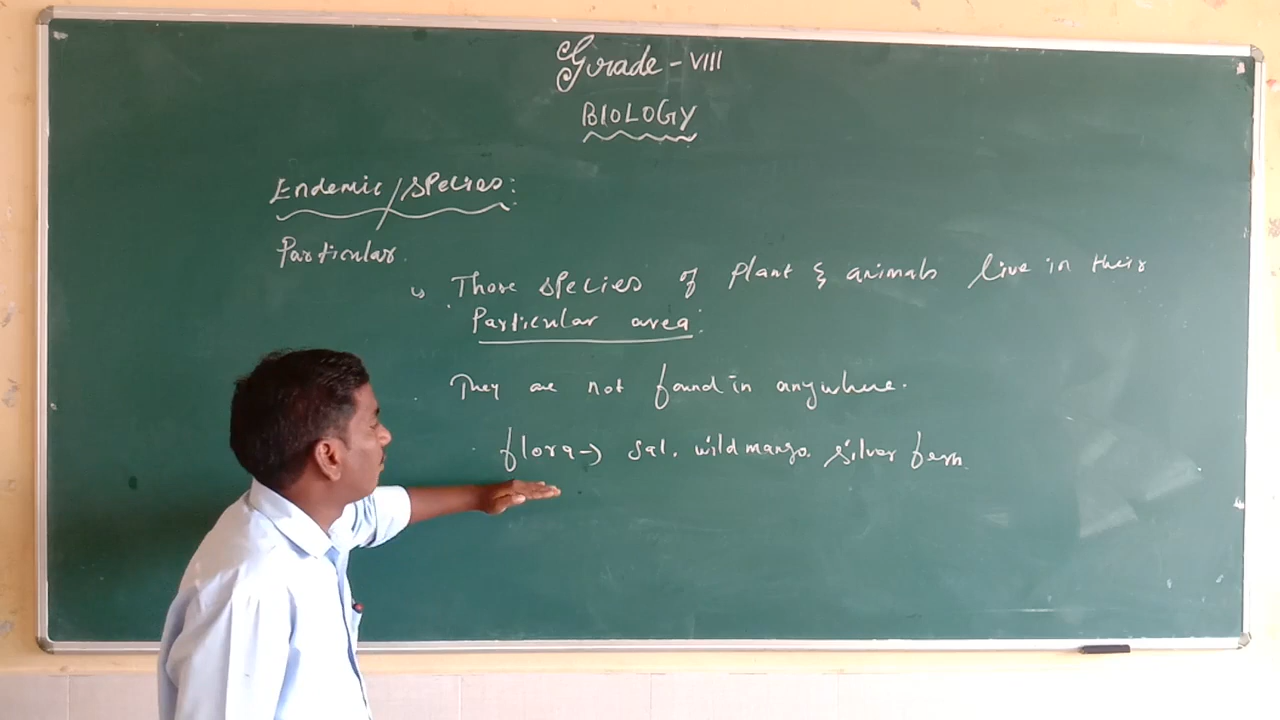 Grade - VIII
BIOLOGY
Endemic/Species:
Particular.
Those species of plant & animals live in their
Particular area:
They are not found in anywhere.
flora → sal, wild mango, silver fern.